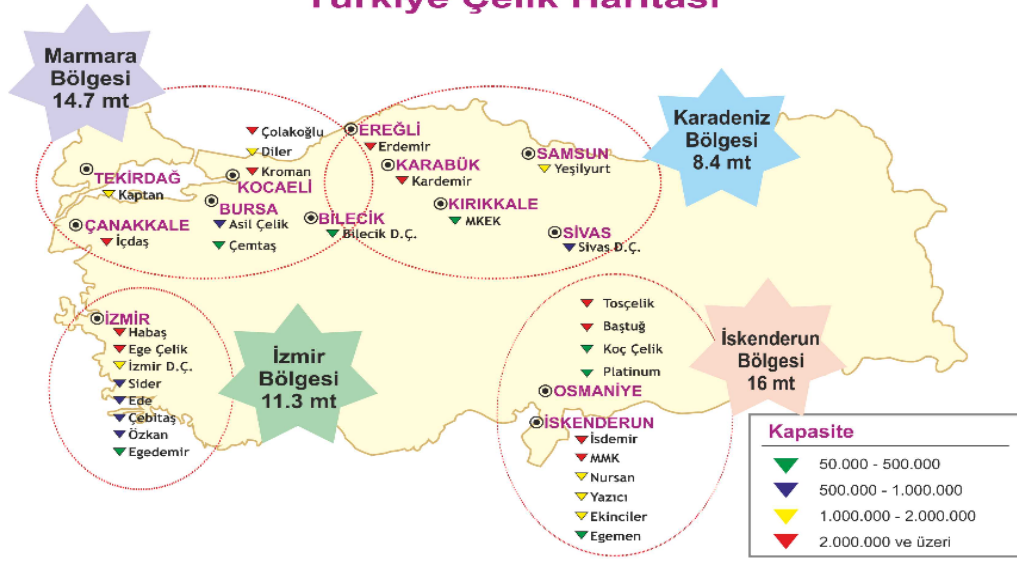 Türkiye Çelik Haritası
Marmara
Bölgesi
14.7 mt
Karadeniz
Bölgesi
8.4 mt
Çolakoğlu
Diler
Kroman
KOCAELİ
TEKİRDAĞ
Kaptan
BURSA
Asil Çelik
Çemtaş
ÇANAKKALE
İçdaş
BİLECİK
Bilecik D.Ç.
EREĞLİ
Erdemir
KARABÜK
Kardemir
SAMSUN
Yeşilyurt
KIRIKKALE
MKEK
SİVAS
Sivas D.Ç.
İZMİR
Habaş
Ege Çelik
İzmir D.Ç.
Sider
Ede
Çebitaş
Özkan
Egedemir
İzmir
Bölgesi
11.3 mt
Tosçelik
Baştuğ
Koç Çelik
Platinum
OSMANİYE
İSKENDERUN
İsdemir
MMK
Nursan
Yazıcı
Ekinciler
Egemen
İskenderun
Bölgesi
16 mt
Kapasite
50.000 - 500.000
500.000 - 1.000.000
1.000.000 - 2.000.000
2.000.000 ve üzeri